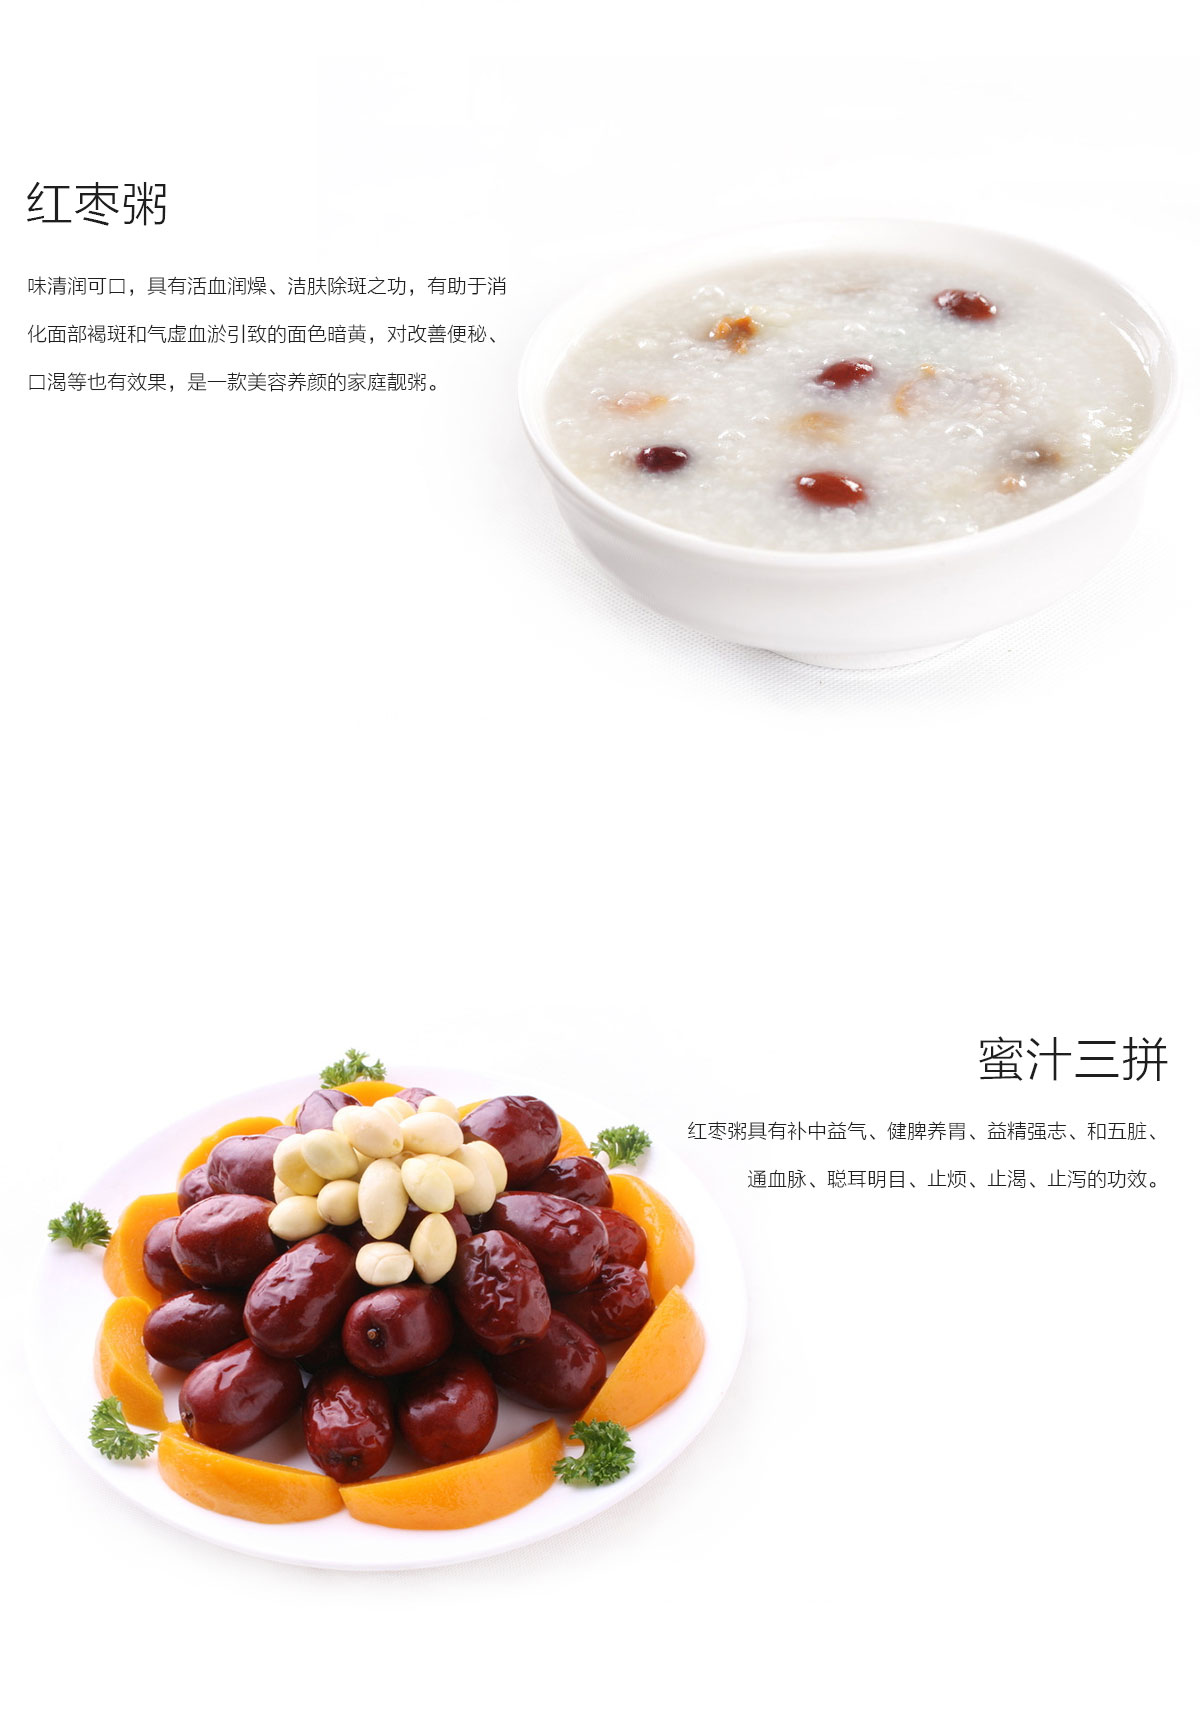 红枣粥
味清润可口，具有活血润燥、洁肤除斑之功，有助于消
化面部褐斑和气虚血淤引致的面色暗黄，对改善便秘、
口渴等也有效果，是一款美容养颜的家庭靓粥。
蜜汁三拼
红枣粥具有补中益气、健脾养胃、益精强志、和五脏、
通血脉、聪耳明目、止烦、止渴、止泻的功效。